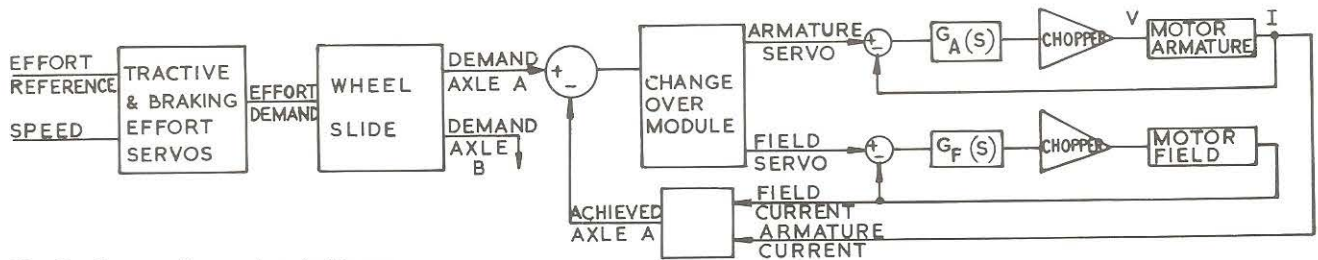 EFFORT
REFERENCE
SPEED
TRACTIVE
& BRAKING
EFFORT
SERVOS
EFFORT
DEMAND
WHEEL
SLIDE
DEMAND
AXLE A
DEMAND
AXLE
B
+
-
CHANGE
OVER
MODULE
ARMATURE
SERVO
+
-
G_A(S)
CHOPPER
V
MOTOR
ARMATURE
I
FIELD
SERVO
+
-
G_F(S)
CHOPPER
MOTOR
FIELD
FIELD
CURRENT
ARMATURE
CURRENT
ACHIEVED
AXLE A